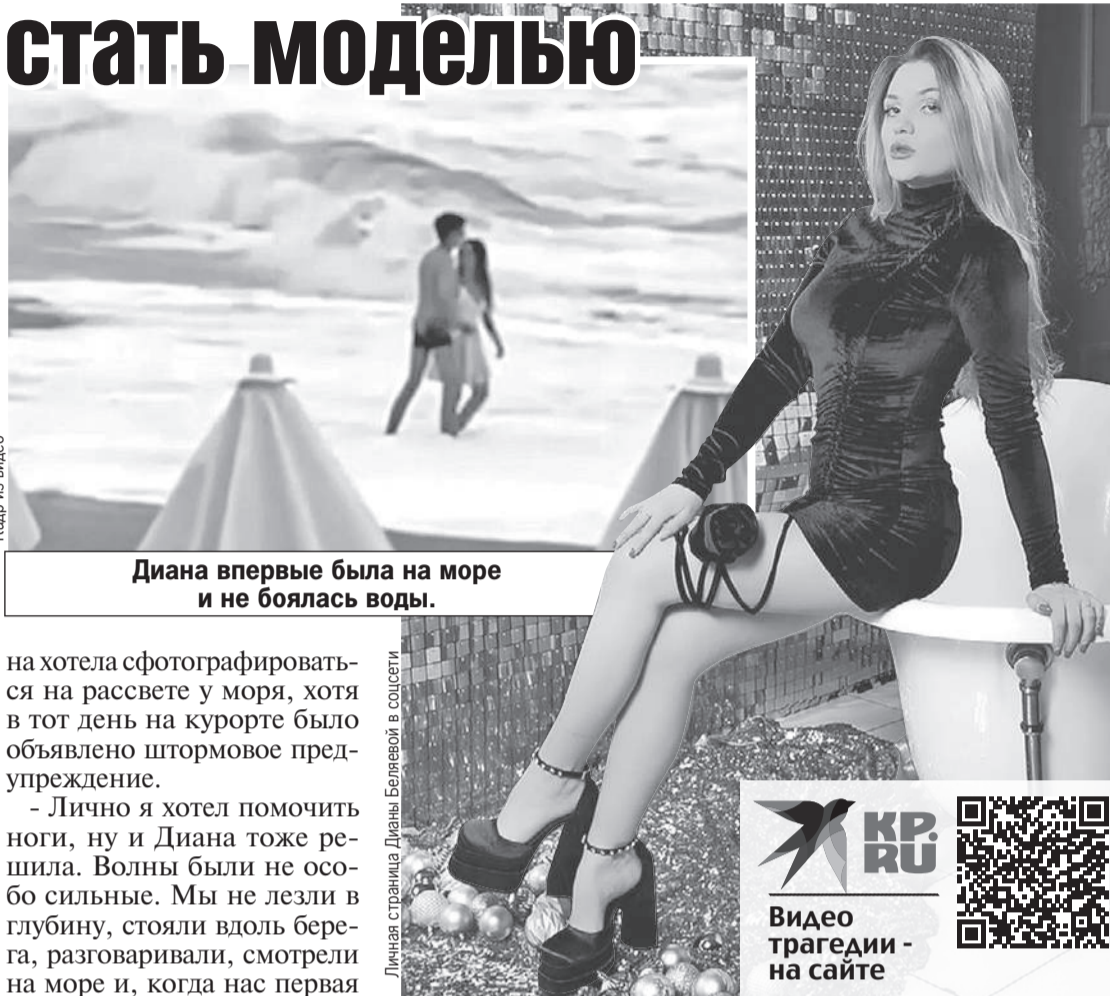 стать моделью
Кадр из видео
Диана впервые была на море
и не боялась воды.
на хотела сфотографировать-
ся на рассвете у моря, хотя
в тот день на курорте было
объявлено штормовое пред-
упреждение.
- Лично я хотел помочить
ноги, ну и Диана тоже ре-
шила. Волны были не осо-
бо сильные. Мы не лезли в
глубину, стояли вдоль бере-
га, разговаривали, смотрели
на море и, когда нас первая
Личная страница Дианы Беляевой в соцсети
KP.
RU
Видео
трагедии -
на сайте